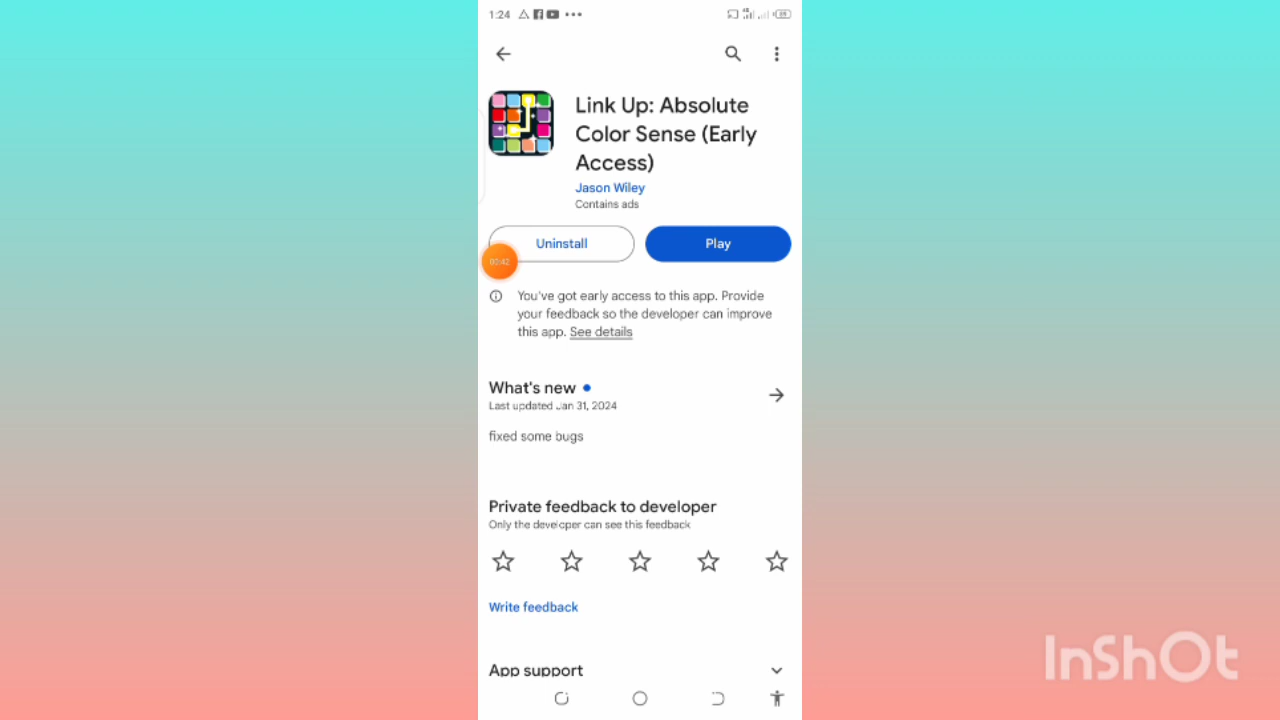 1:24
Link Up: Absolute
Color Sense (Early
Access)
Jason Wiley
Contains ads
Uninstall
Play
02:42
You've got early access to this app. Provide
your feedback so the developer can improve
this app. See details
What's new
Last updated Jan 31, 2024
fixed some bugs
Private feedback to developer
Only the developer can see this feedback
Write feedback
App support
InShOt